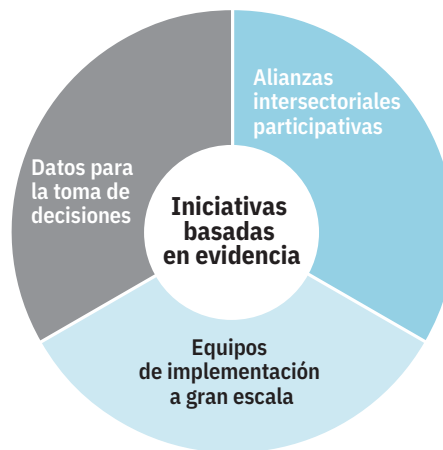 Alianzas
intersectoriales
participativas
Datos para
la toma de
decisiones
Iniciativas
basadas
en evidencia
Equipos
de implementación
a gran escala